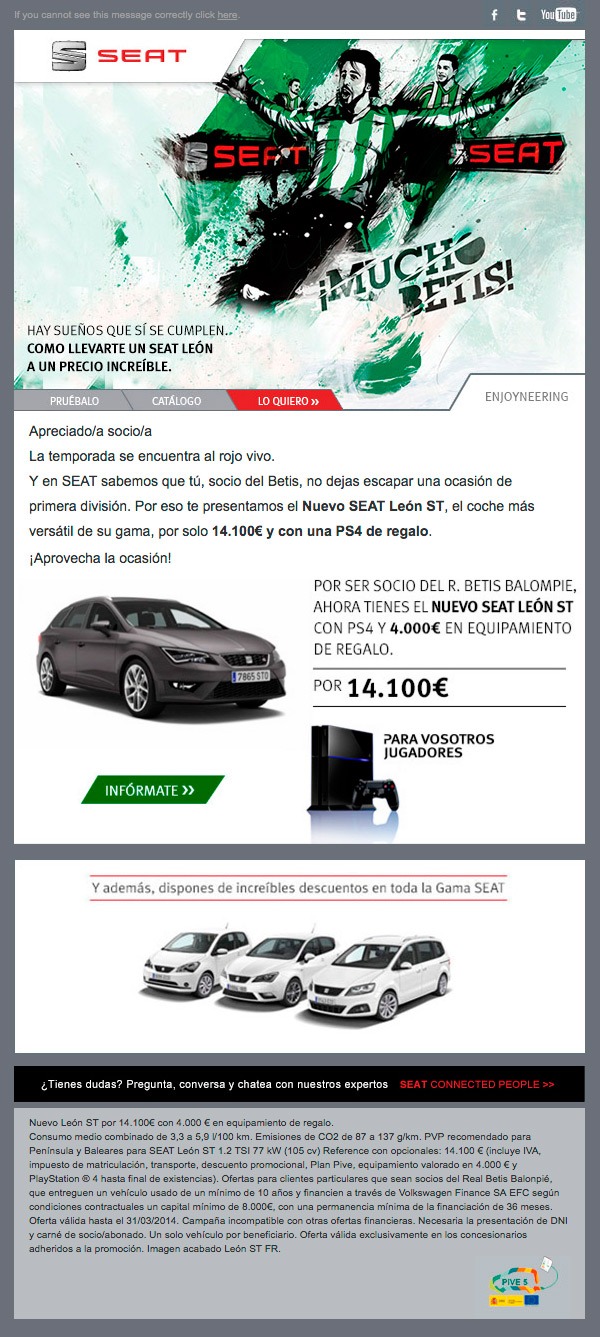 If you cannot see this message correctly click here.
f
You Tube
SEAT
SEAT
SEAT
¡MUCHO
BETIS!
HAY SUEÑOS QUE SÍ SE CUMPLEN.
COMO LLEVARTE UN SEAT LEÓN
A UN PRECIO INCREÍBLE.
PRUÉBALO CATÁLOGO LO QUIERO >> ENJOYNEERING
Apreciado/a socio/a
La temporada se encuentra al rojo vivo.
Y en SEAT sabemos que tú, socio del Betis, no dejas escapar una ocasión de
primera división. Por eso te presentamos el Nuevo SEAT León ST, el coche más
versátil de su gama, por solo 14.100€ y con una PS4 de regalo.
¡Aprovecha la ocasión!
POR SER SOCIO DEL R. BETIS BALOMPIE,
AHORA TIENES EL NUEVO SEAT LEÓN ST
CON PS4 Y 4.000€ EN EQUIPAMIENTO
DE REGALO.
POR 14.100€
7865 STO
PARA VOSOTROS
JUGADORES
INFÓRMATE >>
Y además, dispones de increíbles descuentos en toda la Gama SEAT
¿Tienes dudas? Pregunta, conversa y chatea con nuestros expertos SEAT CONNECTED PEOPLE >>
Nuevo León ST por 14.100€ con 4.000 € en equipamiento de regalo.
Consumo medio combinado de 3,3 a 5,9 l/100 km. Emisiones de CO2 de 87 a 137 g/km. PVP recomendado para
Península y Baleares para SEAT León ST 1.2 TSI 77 kW (105 cv) Reference con opcionales: 14.100 € (incluye IVA,
impuesto de matriculación, transporte, descuento promocional, Plan Pive, equipamiento valorado en 4.000 € y
PlayStation ® 4 hasta final de existencias). Ofertas para clientes particulares que sean socios del Real Betis Balonpié,
que entreguen un vehículo usado de un mínimo de 10 años y financien a través de Volkswagen Finance SA EFC según
condiciones contractuales un capital mínimo de 8.000€, con una permanencia mínima de la financiación de 36 meses.
Oferta válida hasta el 31/03/2014. Campaña incompatible con otras ofertas financieras. Necesaria la presentación de DNI
y carné de socio/abonado. Un solo vehículo por beneficiario. Oferta válida exclusivamente en los concesionarios
adheridos a la promoción. Imagen acabado León ST FR.
PIVE 5